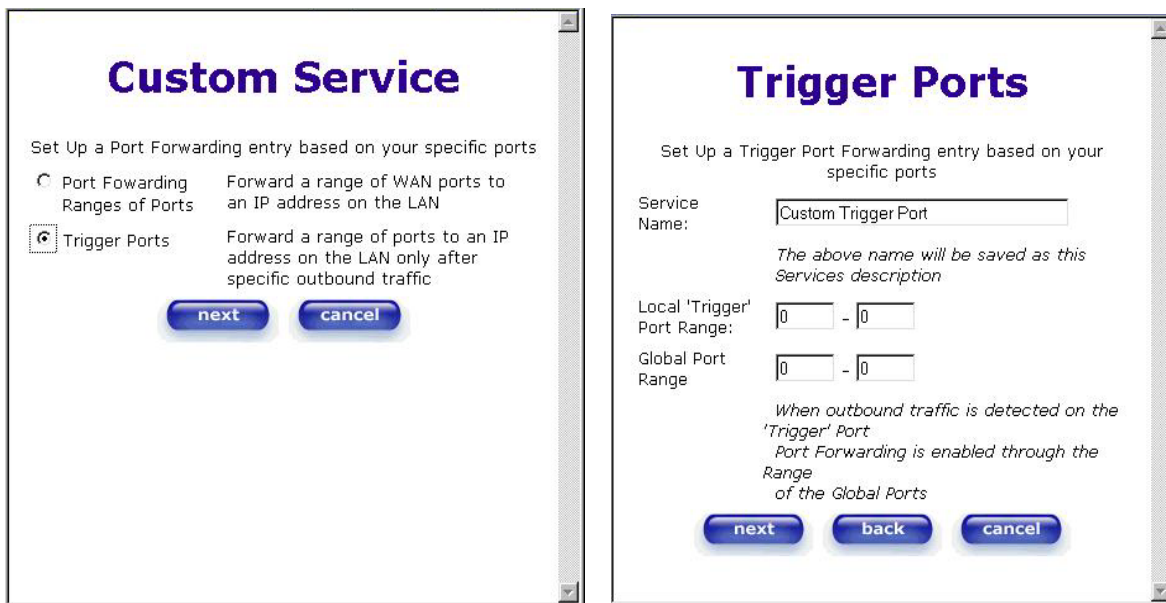 Custom Service
Set Up a Port Forwarding entry based on your specific ports
Port Fowarding
Ranges of Ports
Forward a range of WAN ports to
an IP address on the LAN
Trigger Ports
Forward a range of ports to an IP
address on the LAN only after
specific outbound traffic
next
cancel
Trigger Ports
Set Up a Trigger Port Forwarding entry based on your
specific ports
Service
Name:
Custom Trigger Port
The above name will be saved as this
Services description
Local 'Trigger'
Port Range:
0 - 0
Global Port
Range
0 - 0
When outbound traffic is detected on the
'Trigger' Port
Port Forwarding is enabled through the
Range
of the Global Ports
next
back
cancel